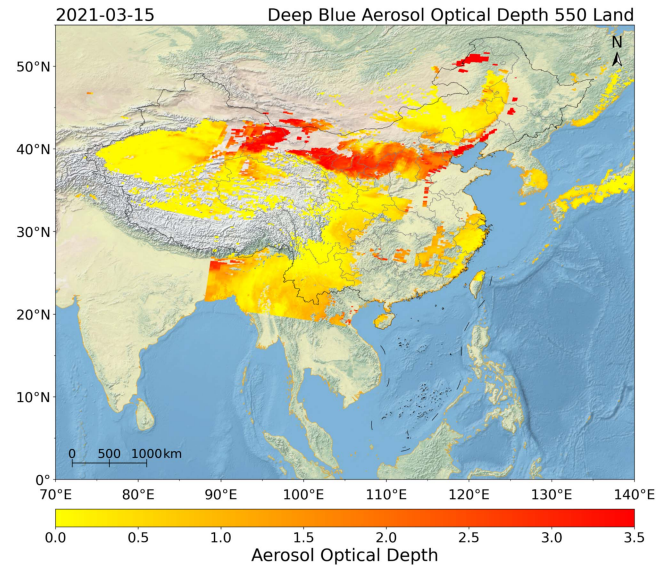 2021-03-15 Deep Blue Aerosol Optical Depth 550 Land
N
50°N
40°N
30°N
20°N
10°N
0 500 1000km
0°
70°E 80°E 90°E 100°E 110°E 120°E 130°E 140°E
0.0 0.5 1.0 1.5 2.0 2.5 3.0 3.5
Aerosol Optical Depth